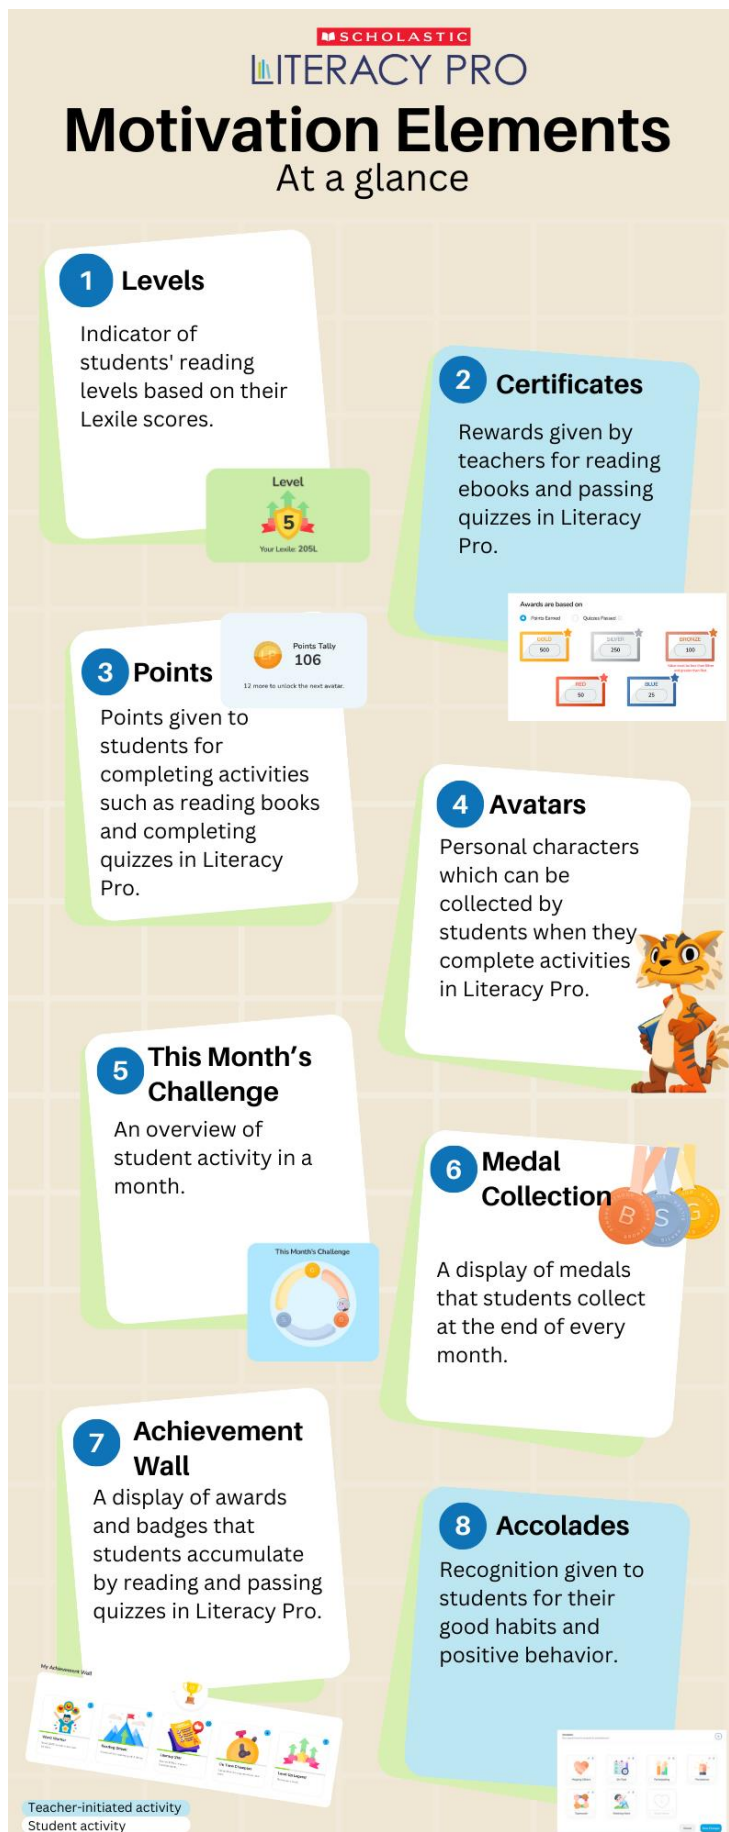 SCHOLASTIC
LITERACY PRO
Motivation Elements
At a glance
1
Levels
Indicator of
students' reading
levels based on their
Lexile scores.
Level
5
Your Lexile: 205L
2
Certificates
Rewards given by
teachers for reading
ebooks and passing
quizzes in Literacy
Pro.
Awards are based on
Points Earned
Quizzes Passed
GOLD
500
SILVER
250
BRONZE
100
RED
50
BLUE
25
Points Tally
106
12 more to unlock the next avatar.
3
Points
Points given to
students for
completing activities
such as reading books
and completing
quizzes in Literacy
Pro.
4
Avatars
Personal characters
which can be
collected by
students when they
complete activities
in Literacy Pro.
5
This Month's
Challenge
An overview of
student activity in a
month.
This Month's Challenge
6
Medal
Collection
B
S
G
A display of medals
that students collect
at the end of every
month.
7
Achievement
Wall
A display of awards
and badges that
students accumulate
by reading and passing
quizzes in Literacy Pro.
My Achievement Wall
8
Accolades
Recognition given to
students for their
good habits and
positive behavior.
Teacher-initiated activity
Student activity